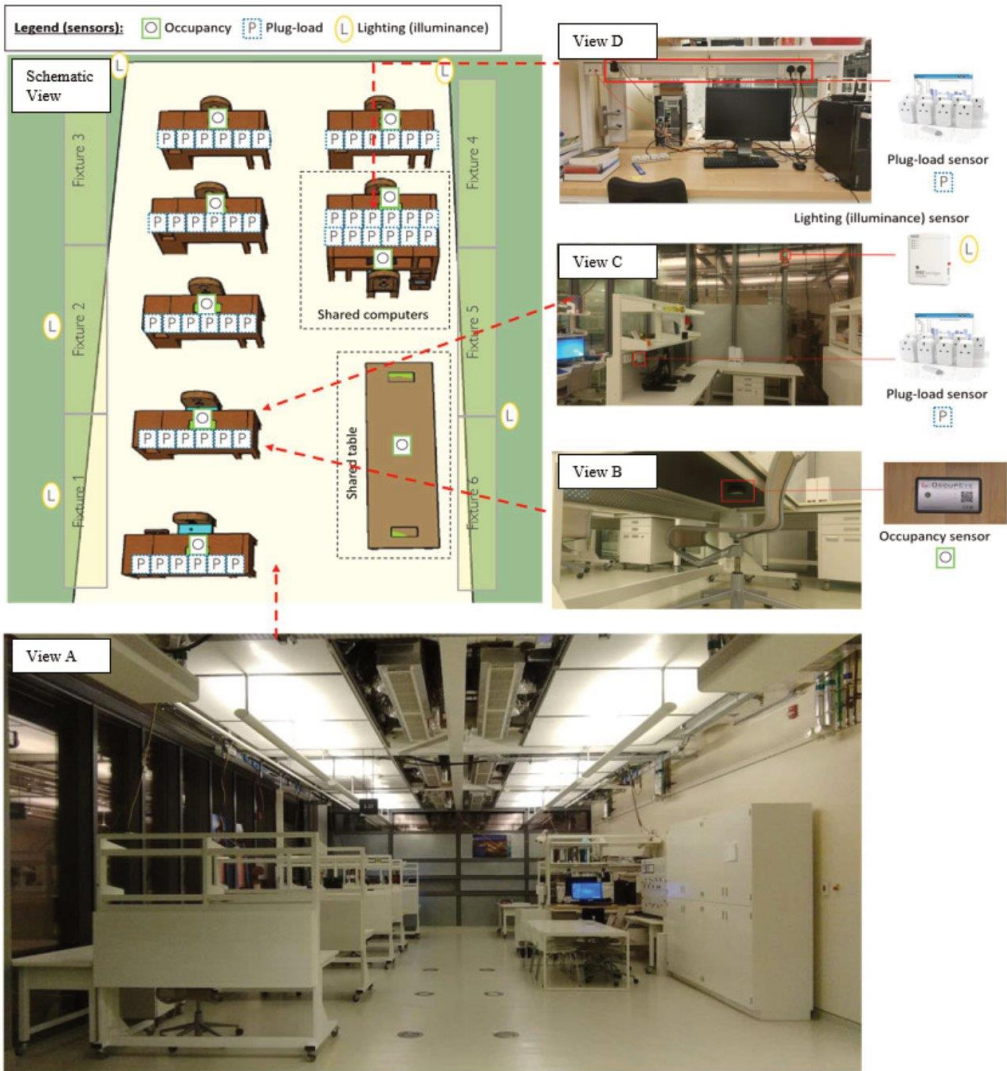 Legend (sensors): O Occupancy P Plug-load L Lighting (illuminance)
Schematic
View
L
L
Fixture 3
Fixture 4
P P P P P P
P P P P P P
P P P P P P
P P P P P P
P P P P P P
Shared computers
Fixture 2
Fixture 5
L
P P P P P P
L
P P P P P P
Shared table
L
Fixture 1
Fixture 6
P P P P P P
View D
Plug-load sensor
P
Lighting (illuminance) sensor
L
View C
Plug-load sensor
P
View B
OCCUPEYE
Occupancy sensor
View A